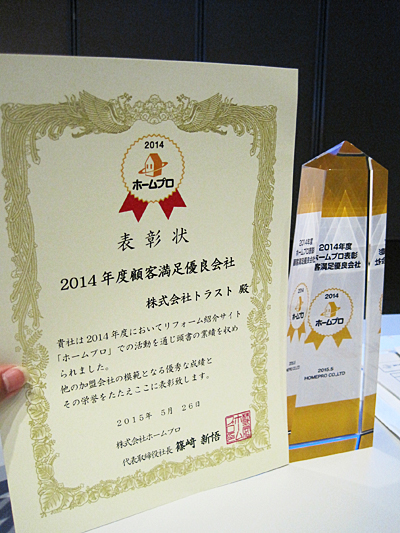 2014
ホームプロ
表彰状
2014年度顧客満足優良会社
株式会社トラスト 殿
貴社は2014年度においてリフォーム紹介サイト
「ホームプロ」での活動を通じ頭書の業績を収め
られました。
他の加盟会社の模範となる優秀な成績と
その栄誉をたたえここに表彰致します。
2015年 5月26日
株式会社ホームプロ
代表取締役社長 篠﨑 新悟
2014年度
ホームプロ表彰
客満足優良会社
2014
ホームプロ
2015.5
HOMEPRO CO.,LTD